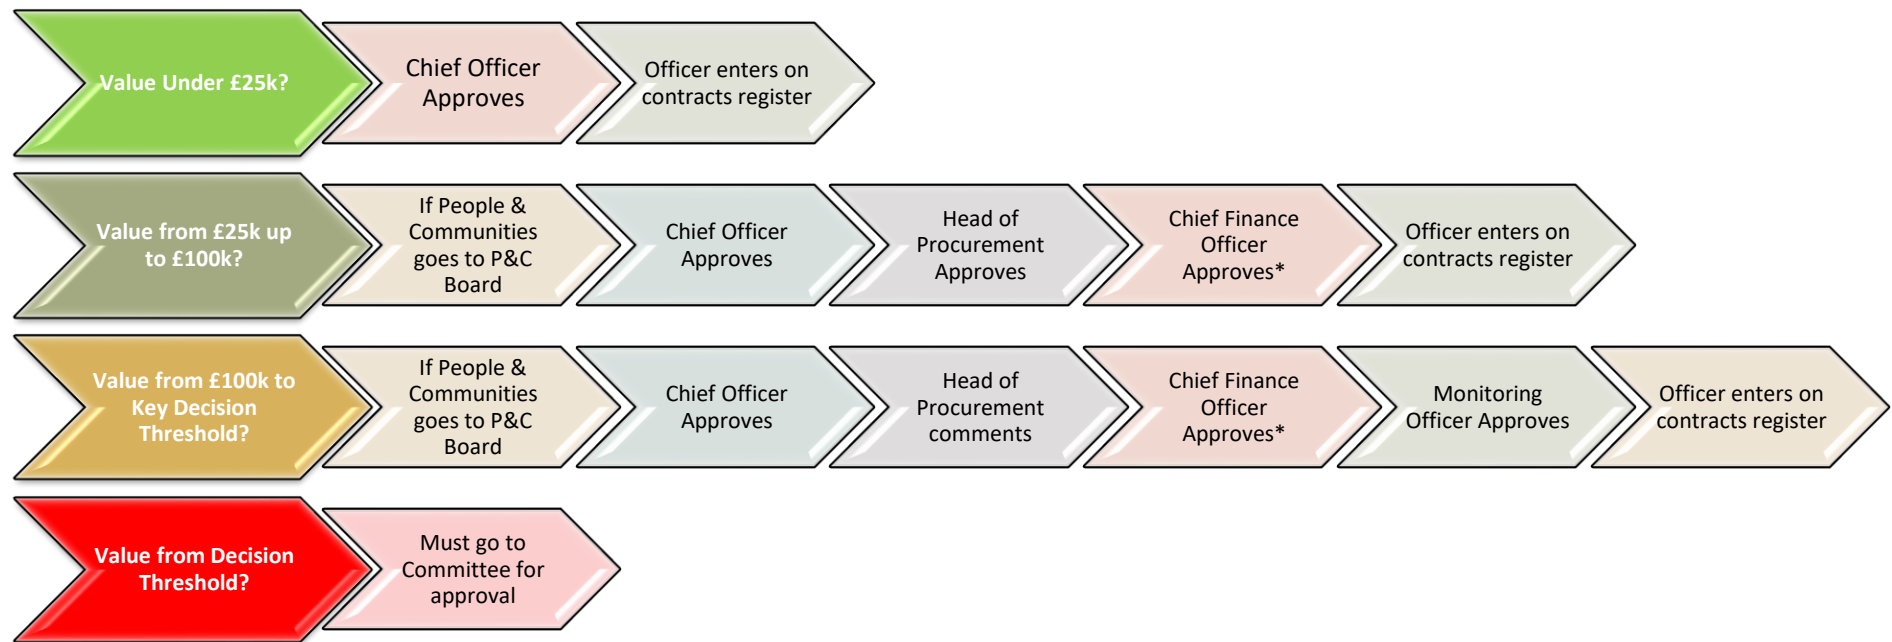 Value Under £25k?
Chief Officer
Approves
Officer enters on
contracts register
Value from £25k up
to £100k?
If People &
Communities
goes to P&C
Board
Chief Officer
Approves
Head of
Procurement
Approves
Chief Finance
Officer
Approves*
Officer enters on
contracts register
Value from £100k to
Key Decision
Threshold?
If People &
Communities
goes to P&C
Board
Chief Officer
Approves
Head of
Procurement
comments
Chief Finance
Officer
Approves*
Monitoring
Officer Approves
Officer enters on
contracts register
Value from Decision
Threshold?
Must go to
Committee for
approval